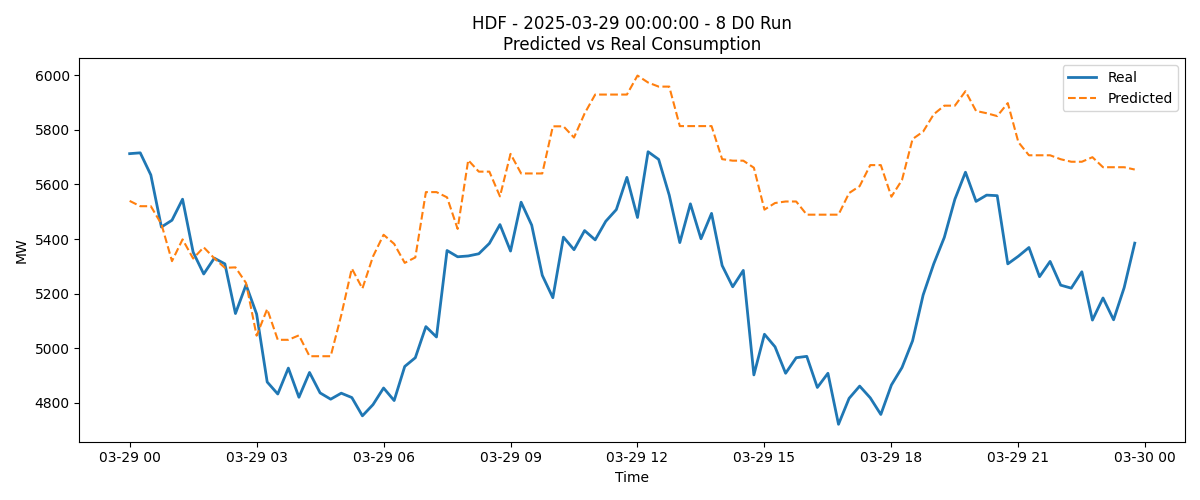 HDF - 2025-03-29 00:00:00 - 8 D0 Run
Predicted vs Real Consumption
Real
Predicted
MW
6000
5800
5600
5400
5200
5000
4800
03-29 00
03-29 03
03-29 06
03-29 09
03-29 12
03-29 15
03-29 18
03-29 21
03-30 00
Time